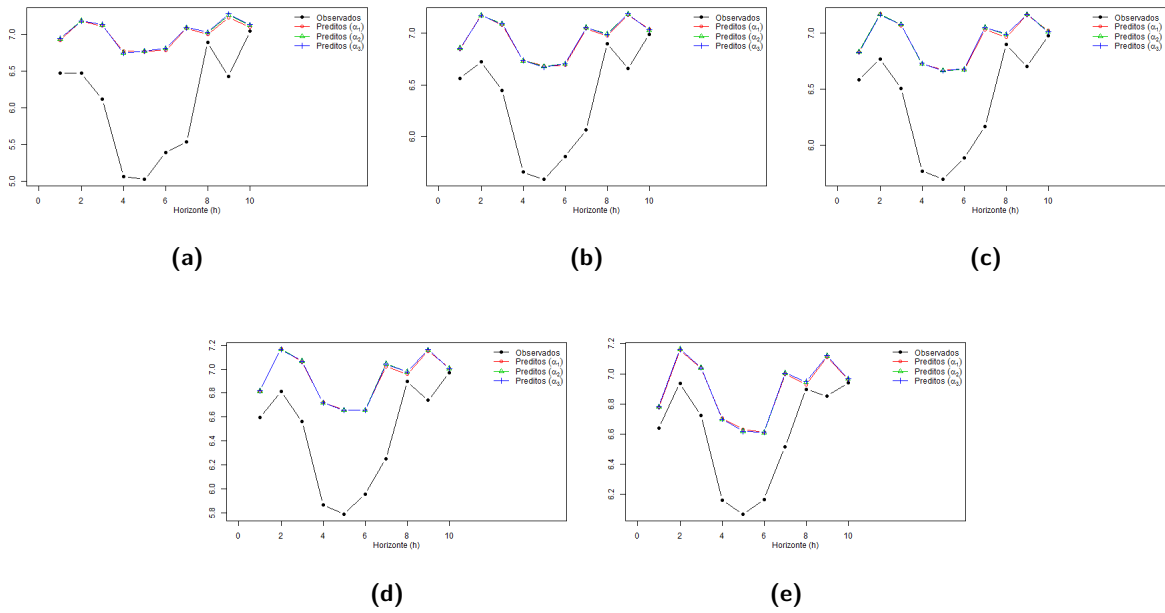 7.0
6.5
6.0
5.5
5.0
0 2 4 6 8 10
Horizonte (h)
Observados
Preditos (α1)
Preditos (α2)
Preditos (α3)
(a)
7.0
6.5
6.0
0 2 4 6 8 10
Horizonte (h)
Observados
Preditos (α1)
Preditos (α2)
Preditos (α3)
(b)
7.0
6.5
6.0
0 2 4 6 8 10
Horizonte (h)
Observados
Preditos (α1)
Preditos (α2)
Preditos (α3)
(c)
7.2
7.0
6.8
6.6
6.4
6.2
6.0
5.8
0 2 4 6 8 10
Horizonte (h)
Observados
Preditos (α1)
Preditos (α2)
Preditos (α3)
(d)
7.2
7.0
6.8
6.6
6.4
6.2
0 2 4 6 8 10
Horizonte (h)
Observados
Preditos (α1)
Preditos (α2)
Preditos (α3)
(e)